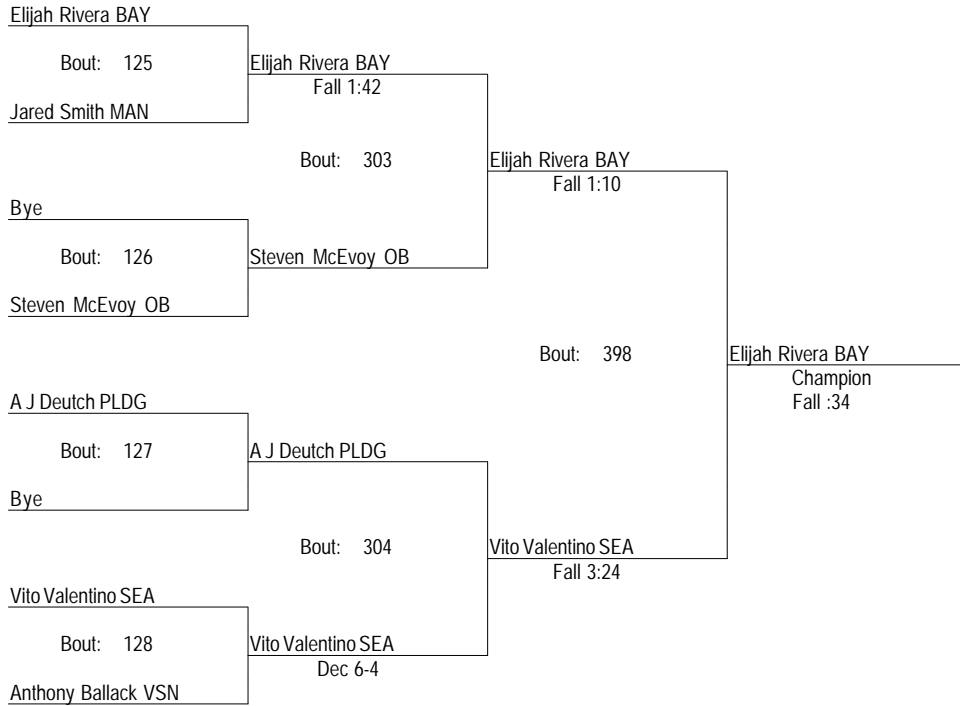 Elijah Rivera BAY
Bout: 125
Elijah Rivera BAY
Fall 1:42
Jared Smith MAN
Bout: 303
Elijah Rivera BAY
Fall 1:10
Bye
Bout: 126
Steven McEvoy OB
Steven McEvoy OB
Bout: 398
Elijah Rivera BAY
Champion
Fall :34
A J Deutch PLDG
Bout: 127
A J Deutch PLDG
Bye
Bout: 304
Vito Valentino SEA
Fall 3:24
Vito Valentino SEA
Bout: 128
Vito Valentino SEA
Dec 6-4
Anthony Ballack VSN